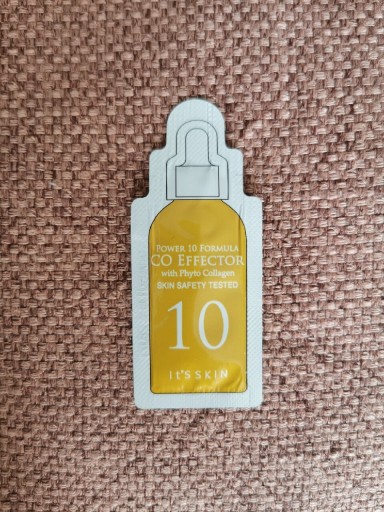 POWER 10 FORMULA
CO EFFECTOR
with Phyto Collagen
SKIN SAFETY TESTED
10
It'S SKIN